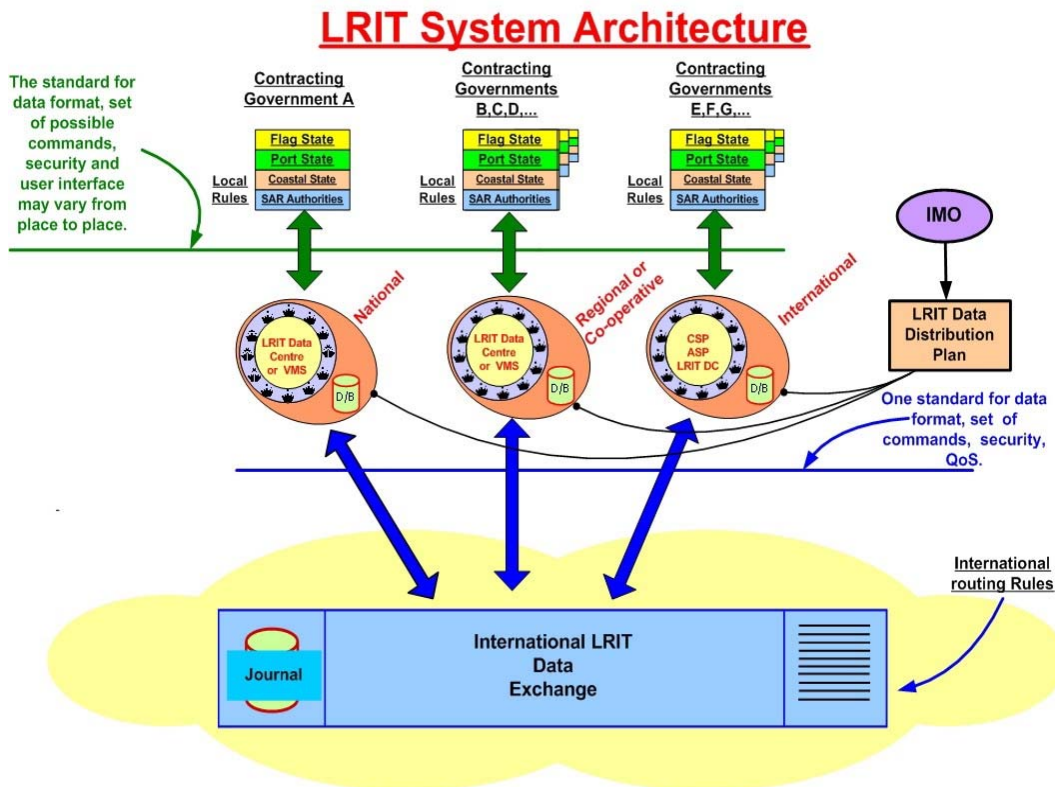 LRIT System Architecture
The standard for
data format, set
of possible
commands,
security and
user interface
may vary from
place to place.
Contracting
Government A
Flag State
Port State
Coastal State
SAR Authorities
Local
Rules
Contracting
Governments
B,C,D,...
Flag State
Port State
Coastal State
SAR Authorities
Local
Rules
Contracting
Governments
E,F,G,...
Flag State
Port State
Coastal State
SAR Authorities
Local
Rules
IMO
LRIT Data
Distribution
Plan
National
LRIT Data
Centre
or VMS
D/B
Regional or
Co-operative
LRIT Data
Centre
or VMS
D/B
International
CSP
ASP
LRIT DC
D/B
One standard for data
format, set of
commands, security,
QoS.
International
routing Rules
Journal
International LRIT
Data
Exchange